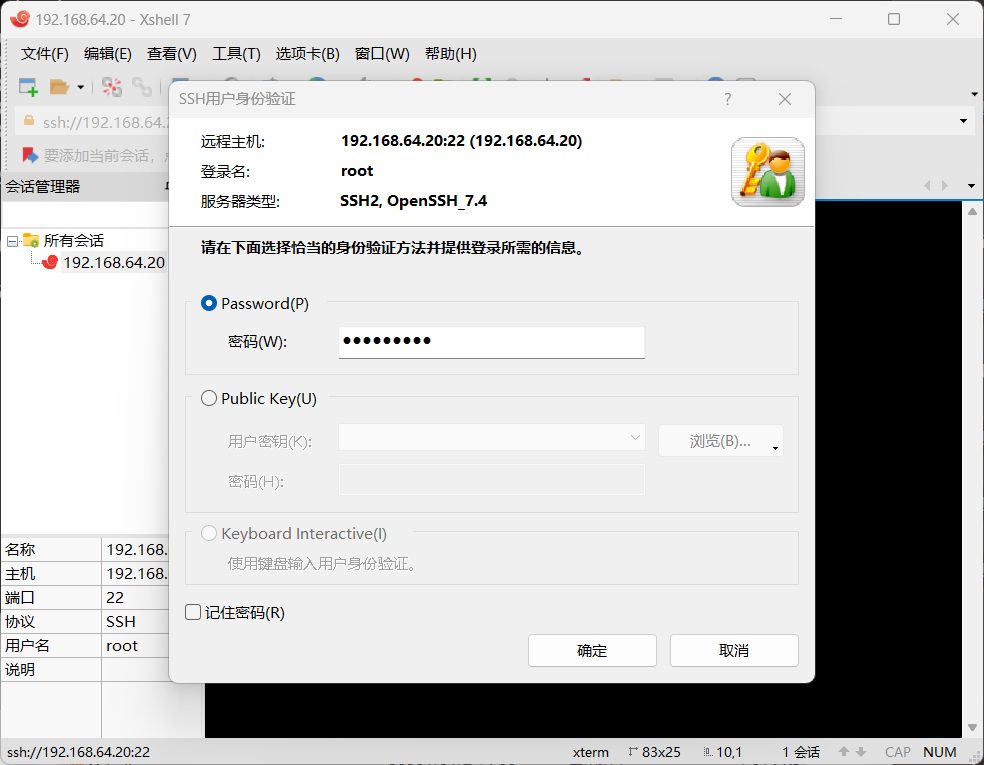 192.168.64.20 - Xshell 7
文件(F) 编辑(E) 查看(V) 工具(T) 选项卡(B) 窗口(W) 帮助(H)
ssh://192.168.64.
要添加当前会话，
会话管理器
所有会话
192.168.64.20
SSH用户身份验证 ?
远程主机: 192.168.64.20:22 (192.168.64.20)
登录名: root
服务器类型: SSH2, OpenSSH_7.4
请在下面选择恰当的身份验证方法并提供登录所需的信息。
Password(P)
密码(W): ●●●●●●●●●
Public Key(U)
用户密钥(K): 浏览(B)...
密码(H):
Keyboard Interactive(I)
使用键盘输入用户身份验证。
记住密码(R)
确定 取消
名称 192.168.
主机 192.168.
端口 22
协议 SSH
用户名 root
说明
ssh://192.168.64.20:22 xterm 83x25 10,1 1 会话 CAP NUM